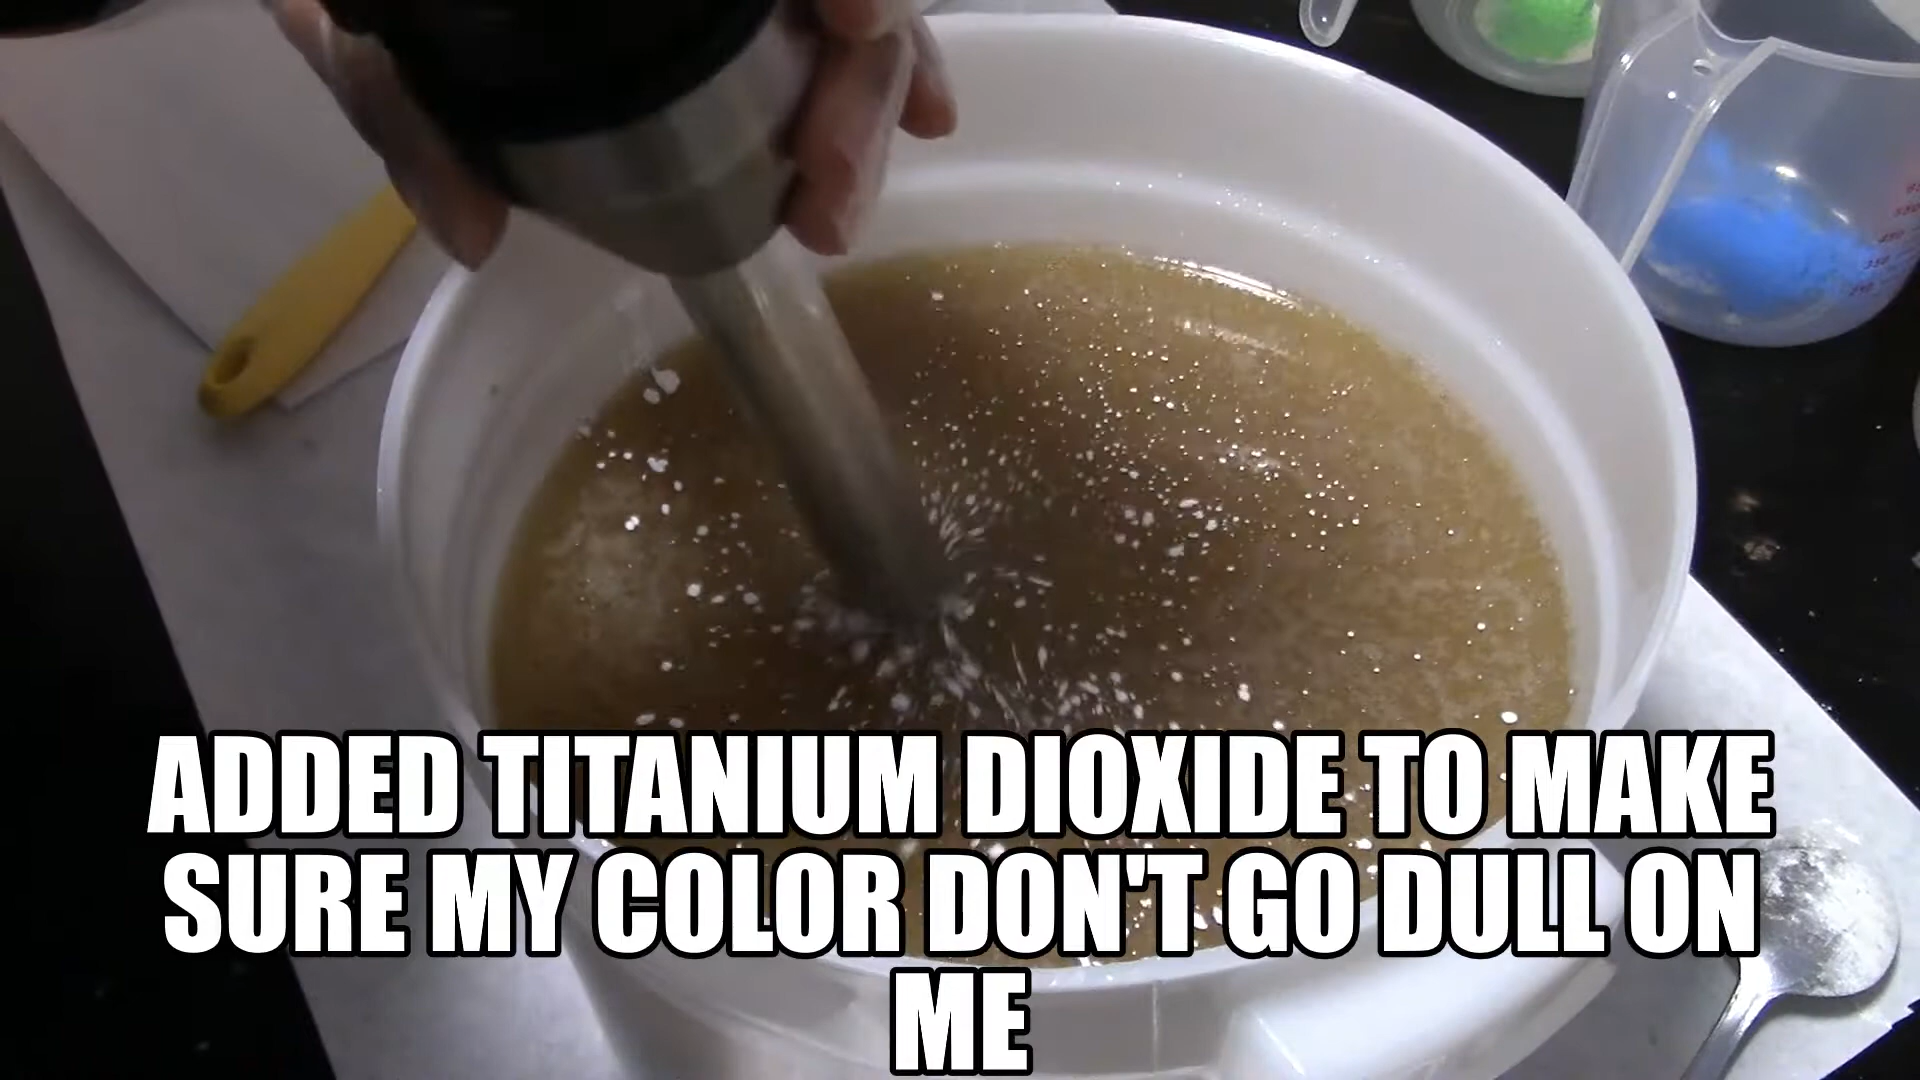 ADDED TITANIUM DIOXIDE TO MAKE
SURE MY COLOR DON'T GO DULL ON
ME